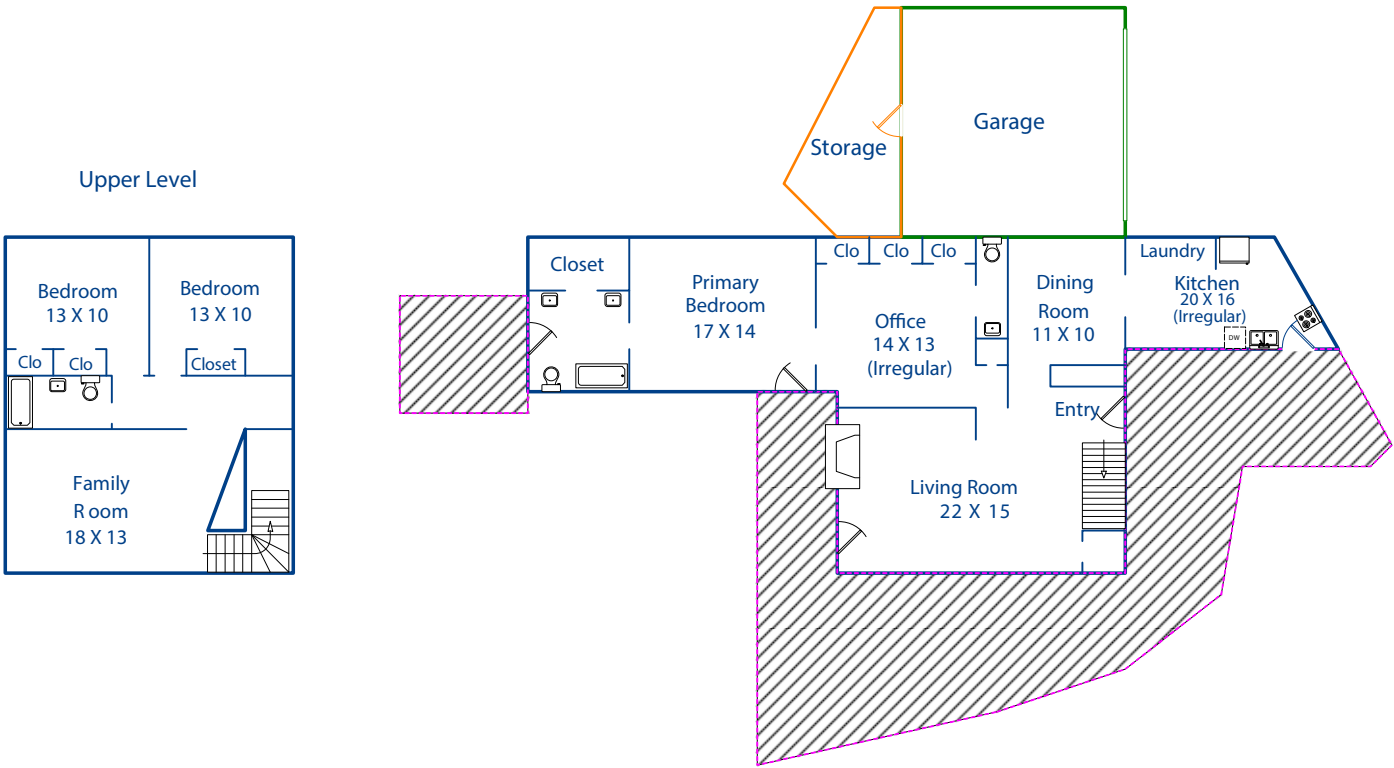 Upper Level
Bedroom
13 X 10
Bedroom
13 X 10
Clo
Clo
Closet
Family
R oom
18 X 13
Storage
Garage
Closet
Primary
Bedroom
17 X 14
Clo
Clo
Clo
Office
14 X 13
(Irregular)
Dining
Room
11 X 10
Laundry
Kitchen
20 X 16
(Irregular)
DW
Entry
Living Room
22 X 15